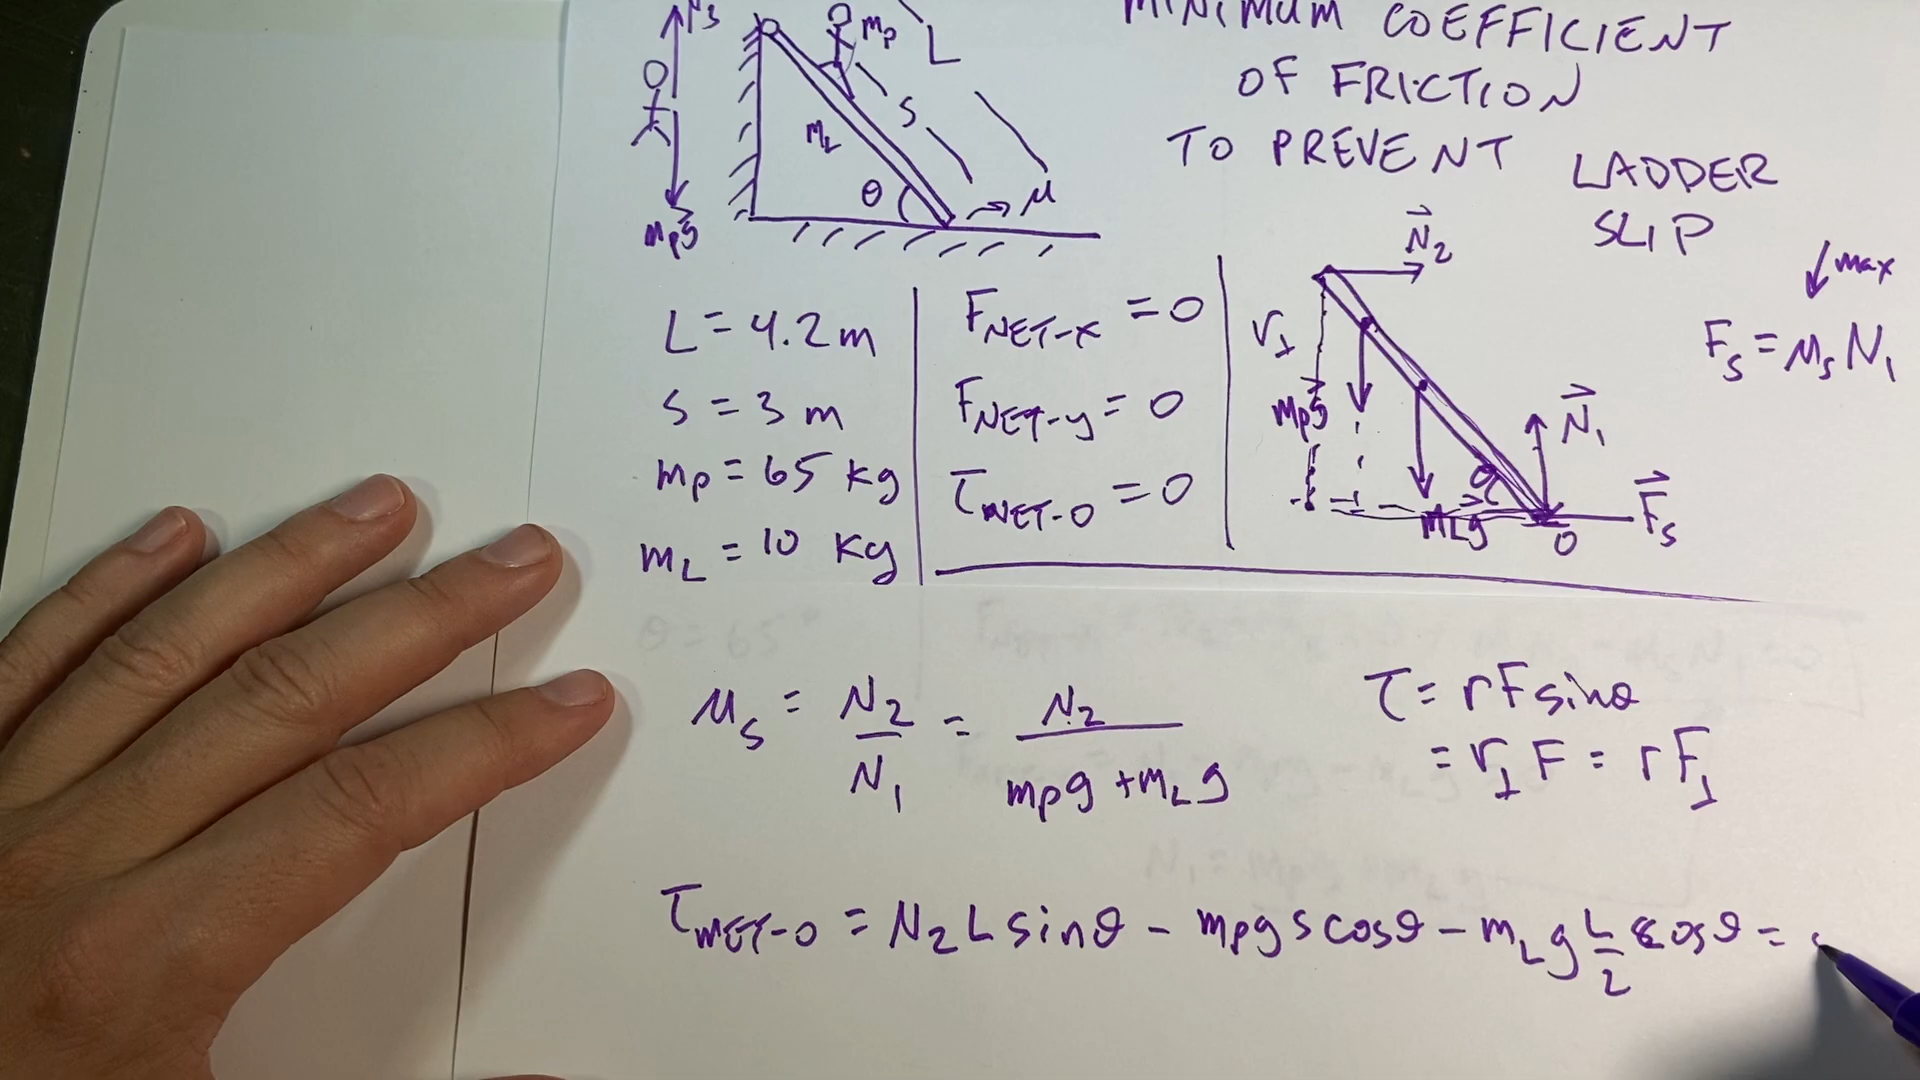 MINIMUM COEFFICIENT
OF FRICTION
TO PREVENT LADDER
SLIP
mp
L
s
mL
θ
μ
mpg
L = 4.2 m
s = 3 m
mp = 65 kg
mL = 10 kg
FNET-x = 0
FNET-y = 0
τNET-O = 0
N2
r⊥
mpg
mLg
θ
N1
Fs
O
max
Fs = μs N1
μs = N2/N1 = N2/(mpg + mLg)
τ = rF sinθ
= r⊥F = rF⊥
τNET-O = N2 L sinθ - mpg s cosθ - mLg L/2 cosθ =